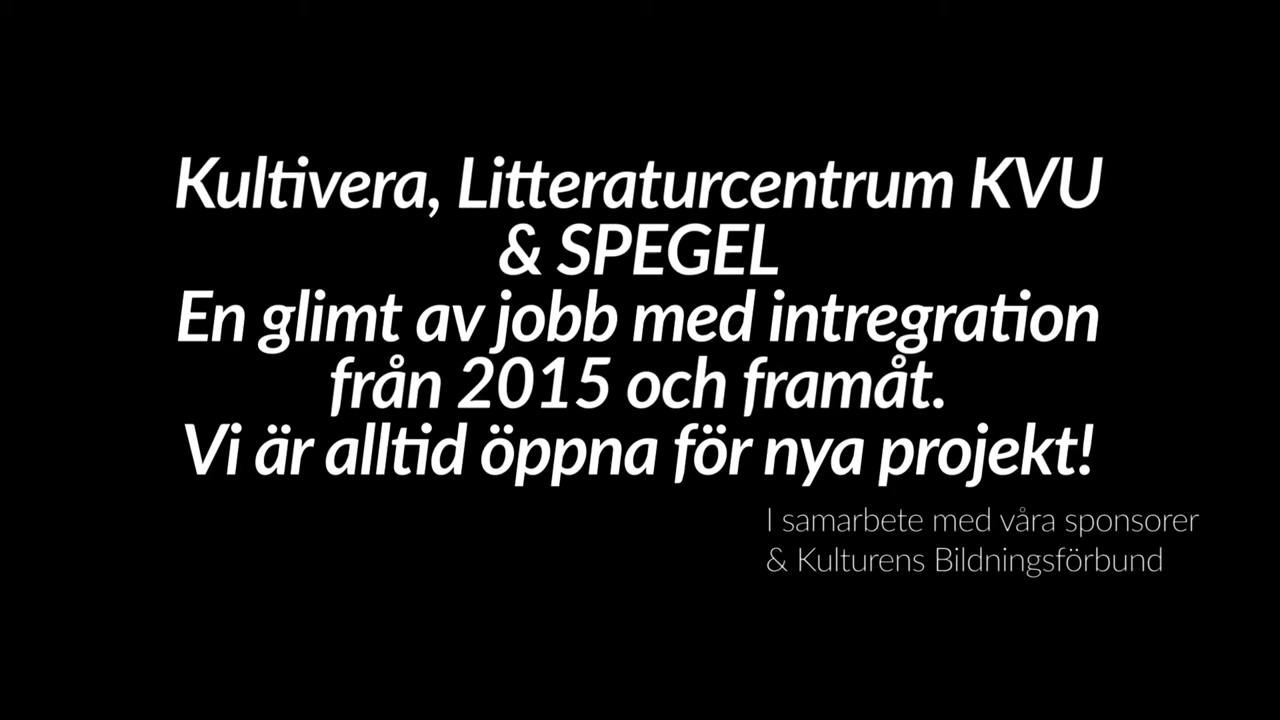 Kultivera, Litteraturcentrum KVU
& SPEGEL
En glimt av jobb med intregration
från 2015 och framåt.
Vi är alltid öppna för nya projekt!
I samarbete med våra sponsorer
& Kulturens Bildningsförbund